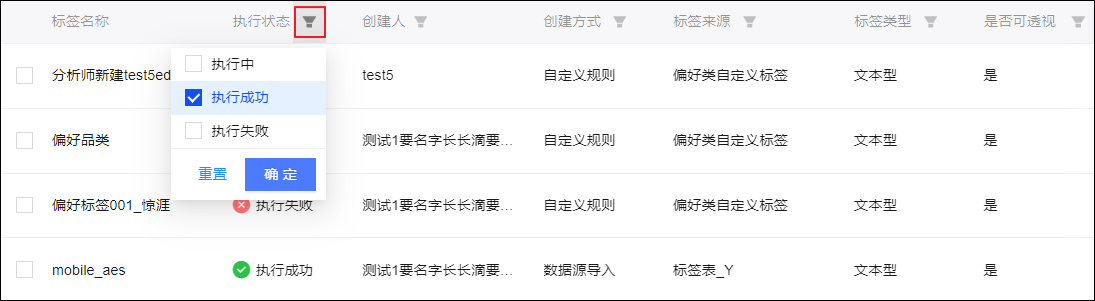 标签名称 执行状态 创建人 创建方式 标签来源 标签类型 是否可透视
执行中
分析师新建test5ed test5 自定义规则 偏好类自定义标签 文本型 是
执行成功
执行失败
偏好品类 测试1要名字长长滴要... 自定义规则 偏好类自定义标签 文本型 是
重置 确 定
偏好标签001_惊涯 执行失败 测试1要名字长长滴要... 自定义规则 偏好类自定义标签 文本型 是
mobile_aes 执行成功 测试1要名字长长滴要... 数据源导入 标签表_Y 文本型 是